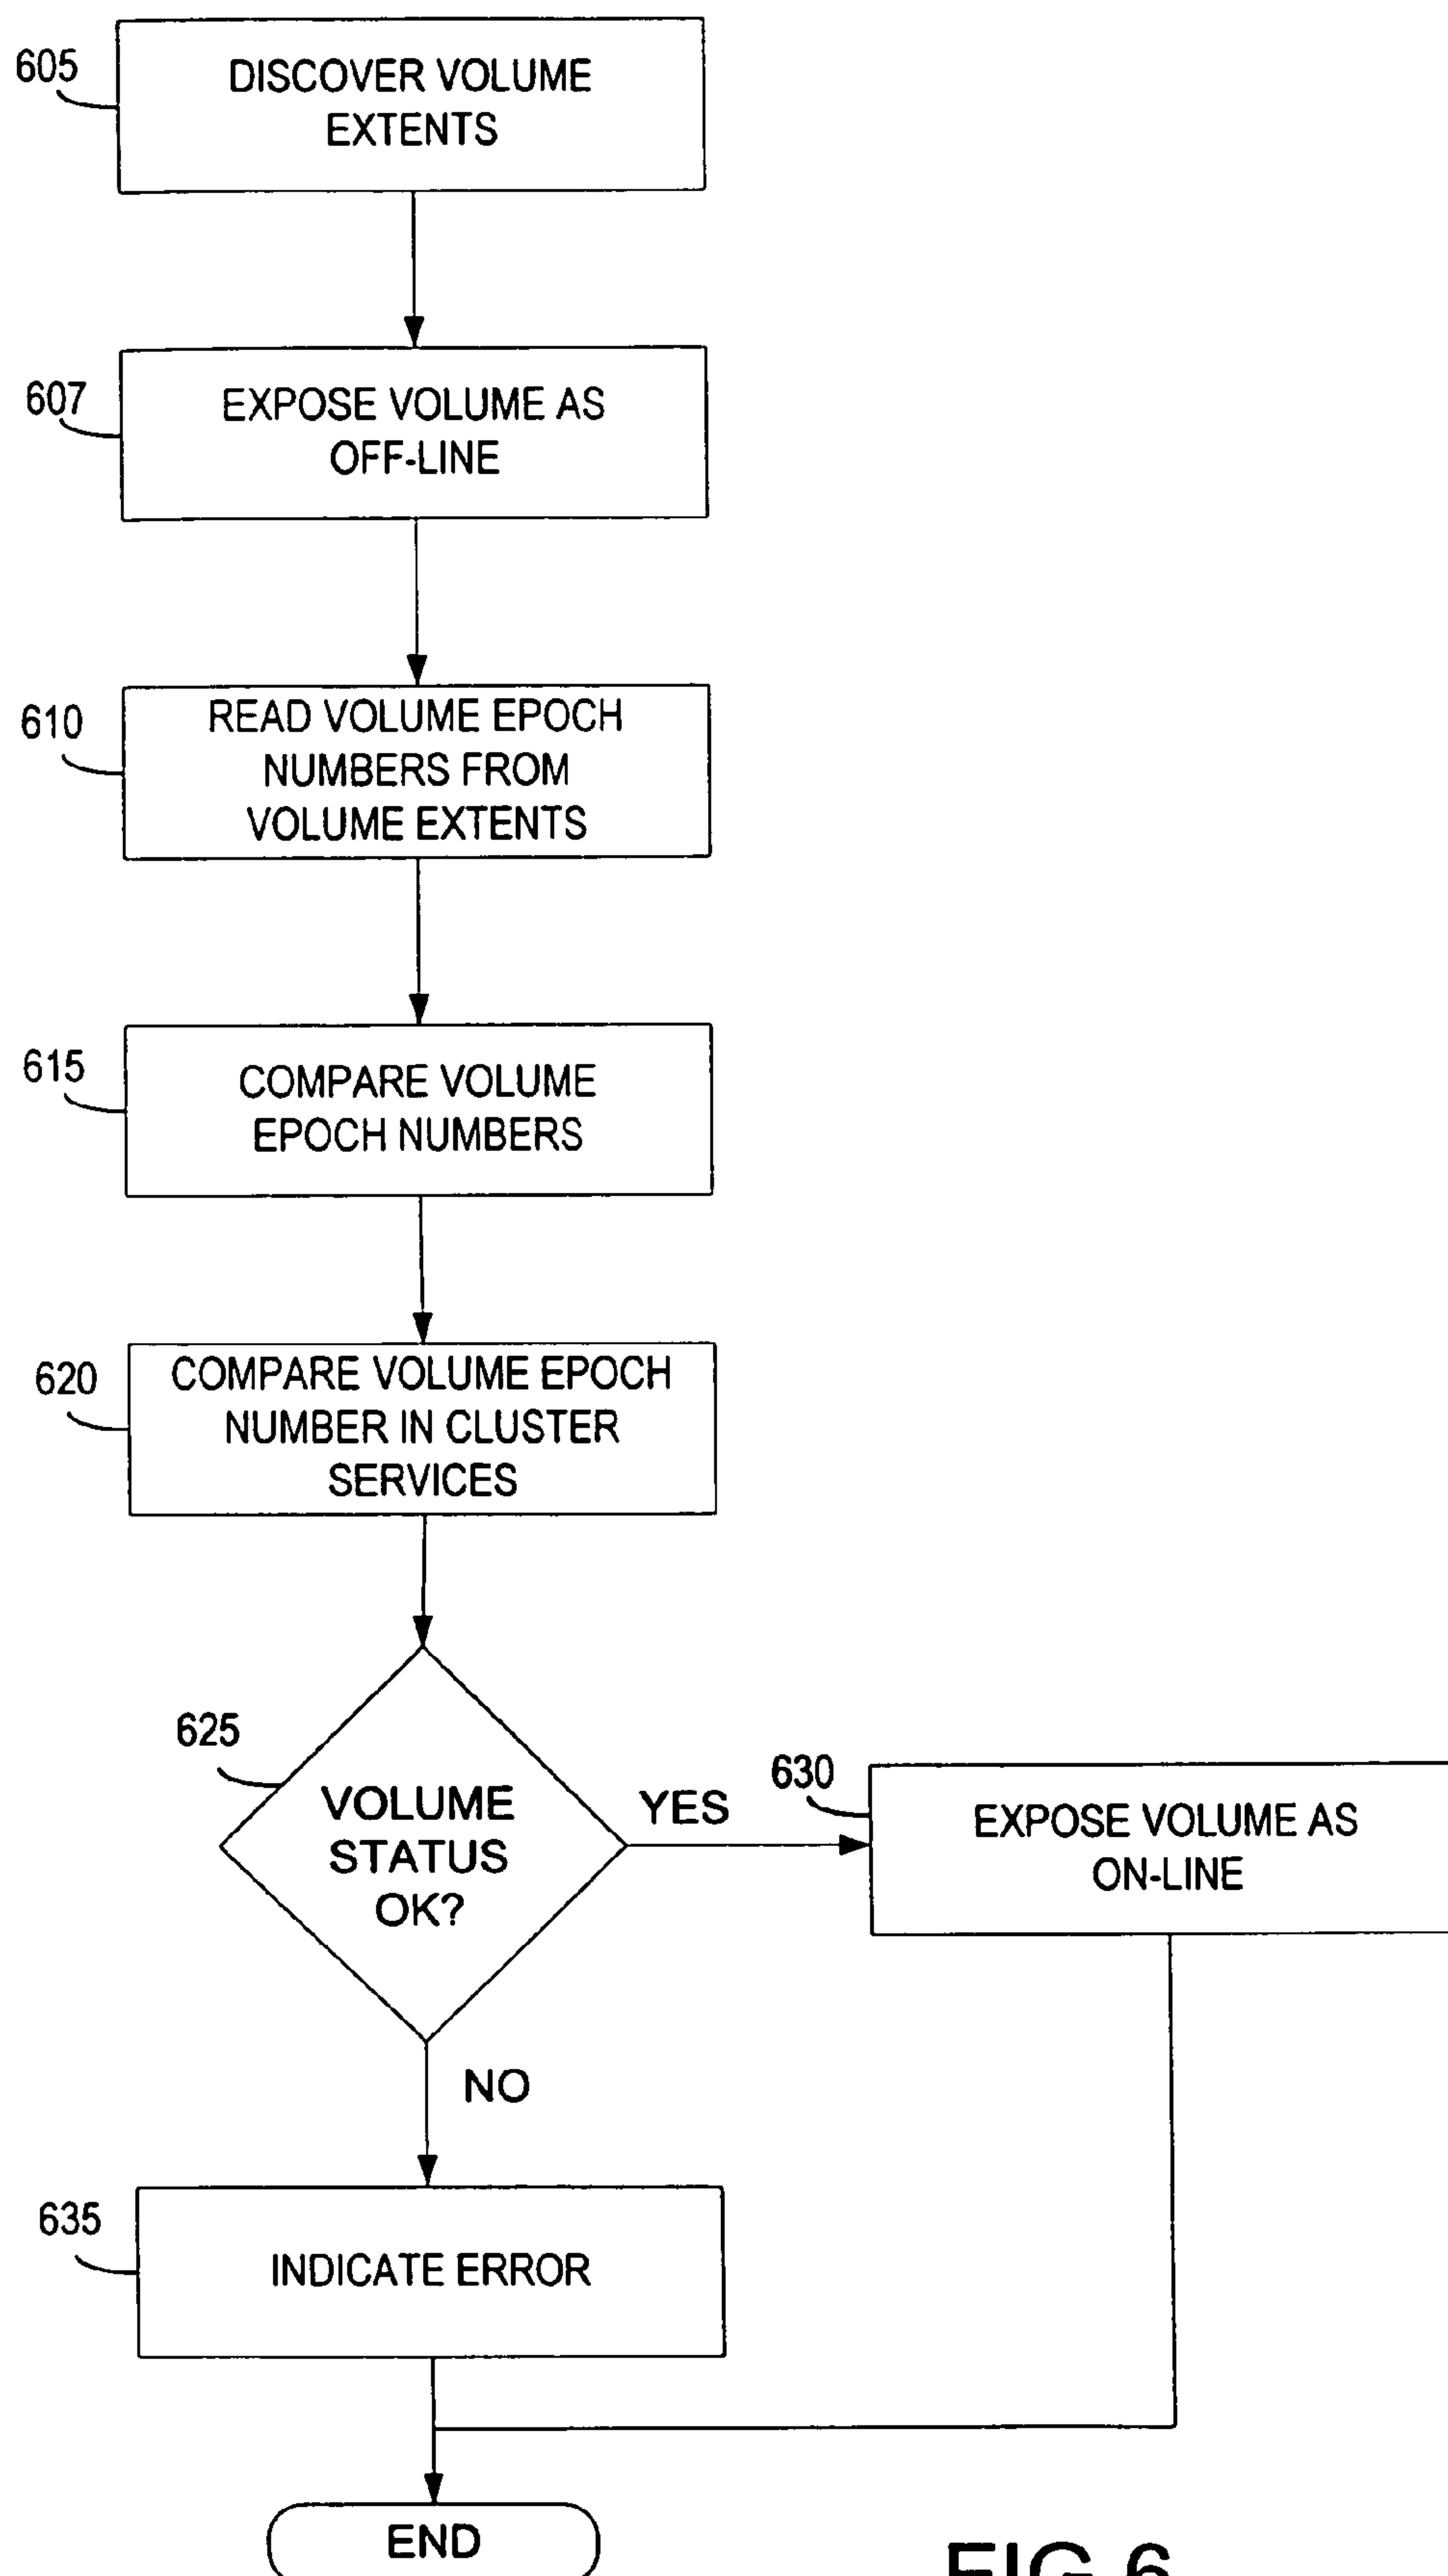 605
DISCOVER VOLUME
EXTENTS
607
EXPOSE VOLUME AS
OFF-LINE
610
READ VOLUME EPOCH
NUMBERS FROM
VOLUME EXTENTS
615
COMPARE VOLUME
EPOCH NUMBERS
620
COMPARE VOLUME EPOCH
NUMBER IN CLUSTER
SERVICES
625
VOLUME
STATUS
OK?
YES
630
EXPOSE VOLUME AS
ON-LINE
NO
635
INDICATE ERROR
END
FIG 6